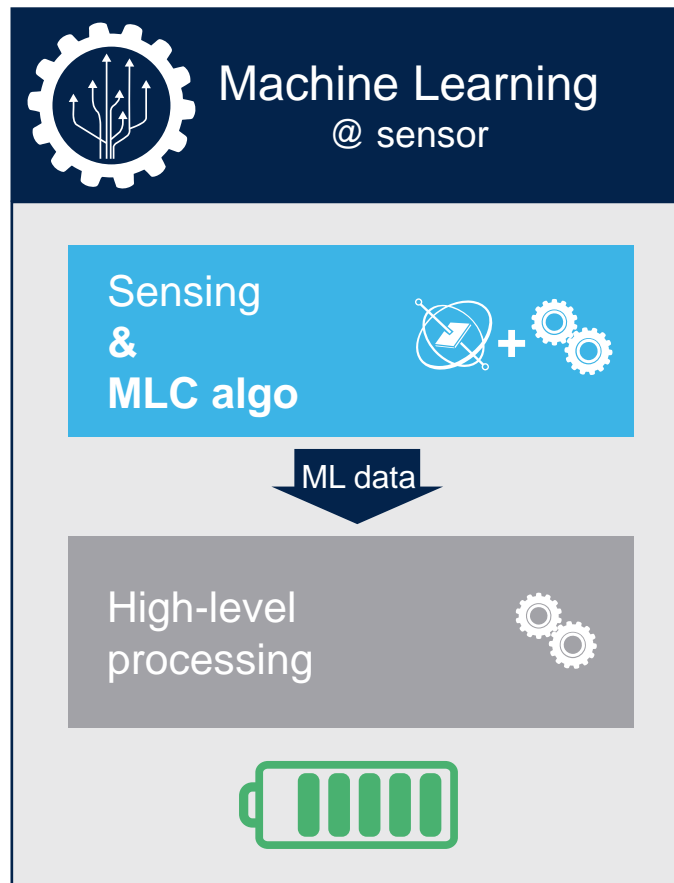 Machine Learning
@ sensor
Sensing
&
MLC algo
ML data
High-level
processing